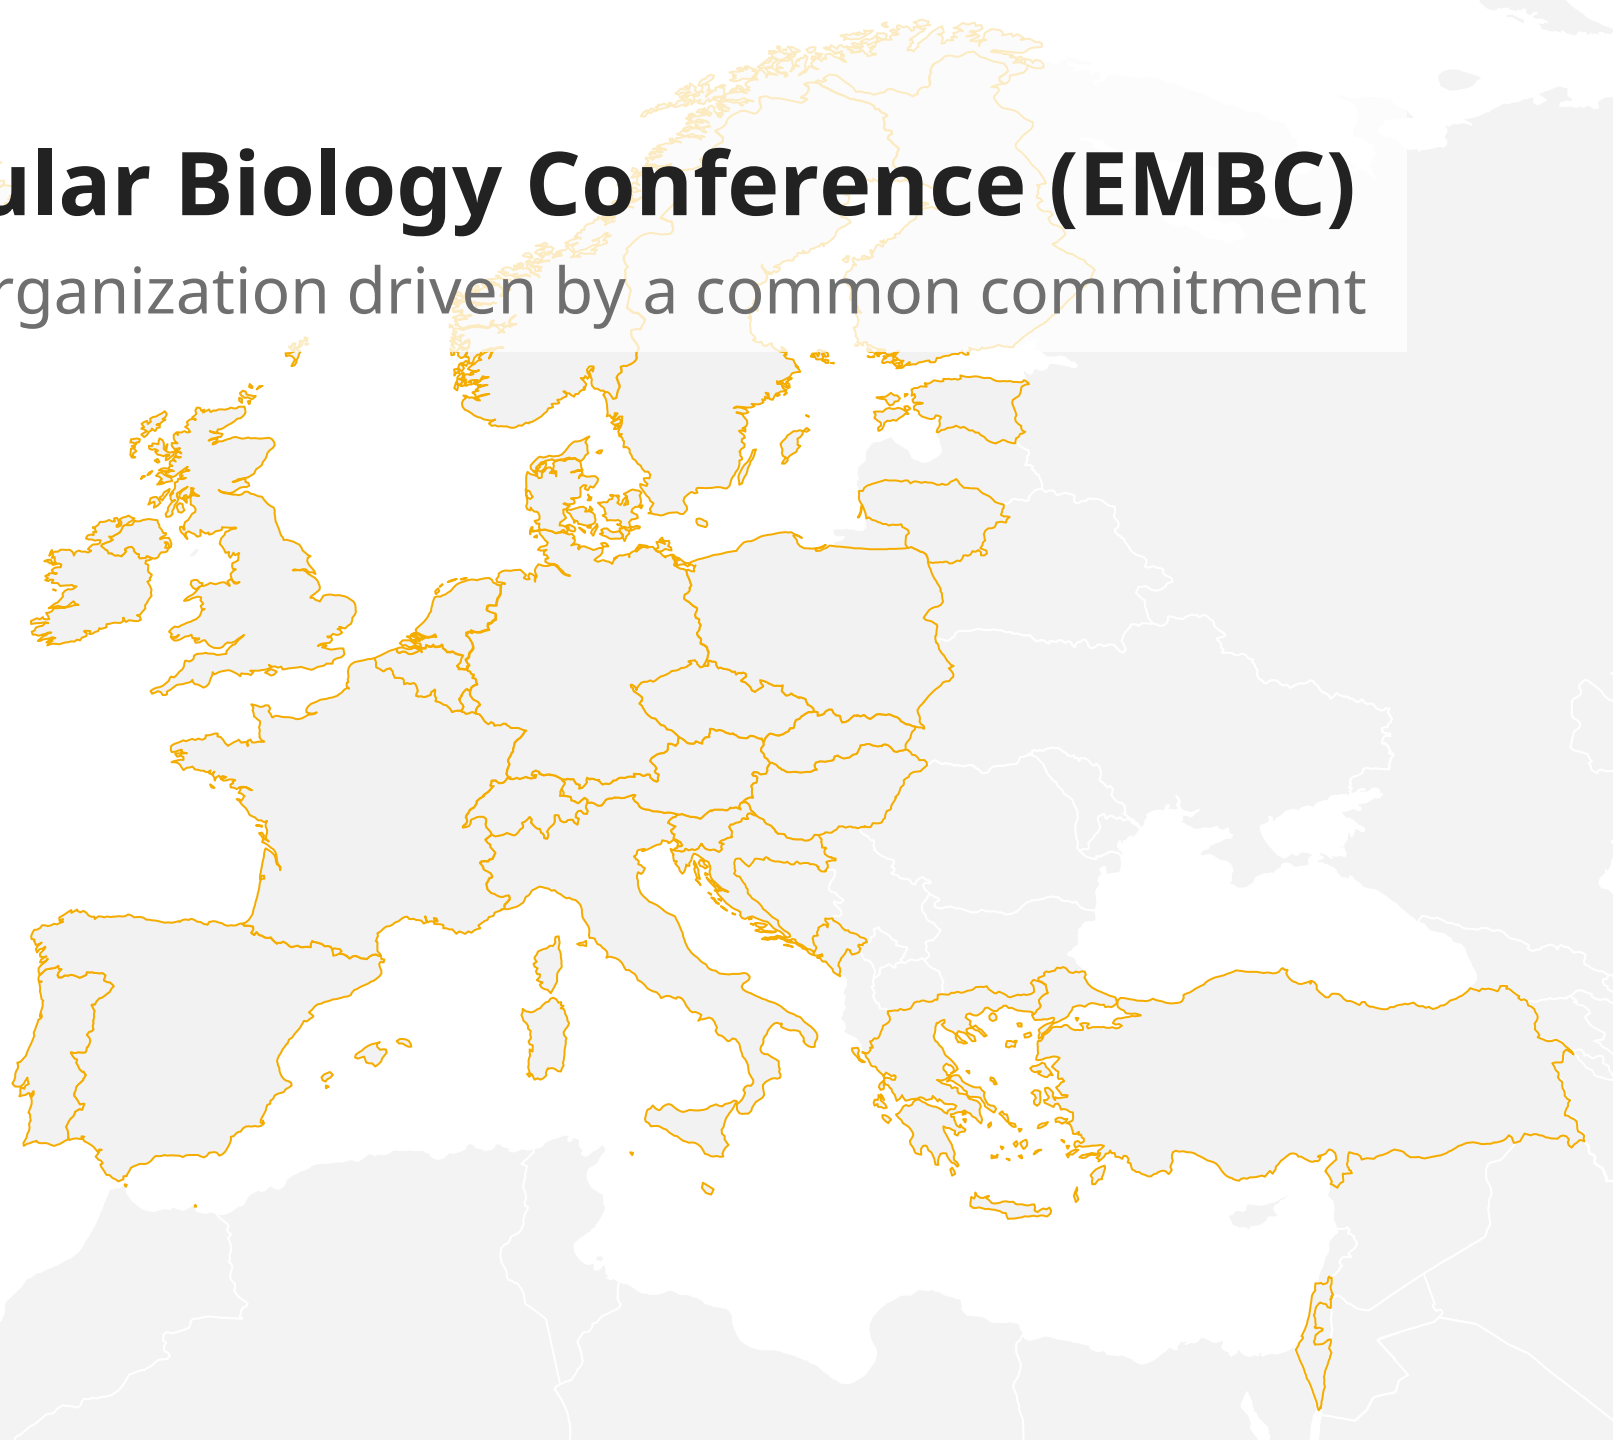 ular Biology Conference (EMBC)
rganization driven by a common commitment